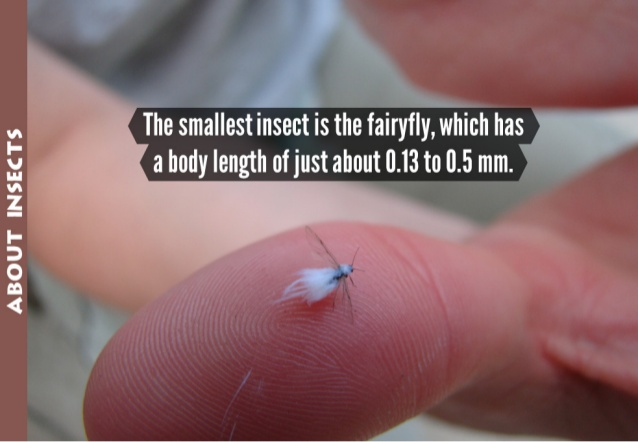 ABOUT INSECTS
The smallest insect is the fairyfly, which has
a body length of just about 0.13 to 0.5 mm.